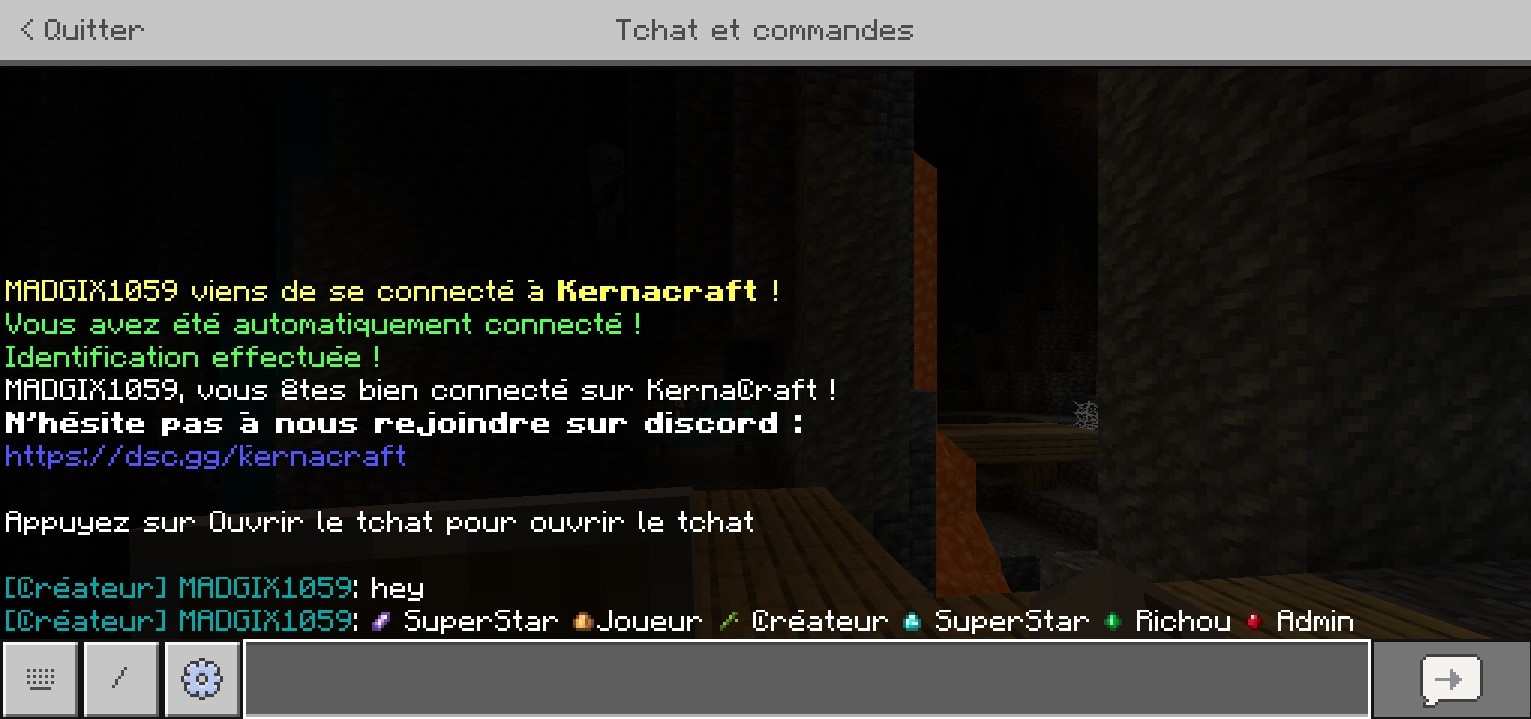 Quitter
Tchat et commandes
MADGIX1059 viens de se connecté à Kernacraft !
Vous avez été automatiquement connecté !
Identification effectuée !
MADGIX1059, vous êtes bien connecté sur KernaCraft !
N'hésite pas à nous rejoindre sur discord :
https://dsc.gg/kernacraft
Appuyez sur Ouvrir le tchat pour ouvrir le tchat
[Créateur] MADGIX1059: hey
[Créateur] MADGIX1059: SuperStar Joueur Créateur SuperStar Richou Admin